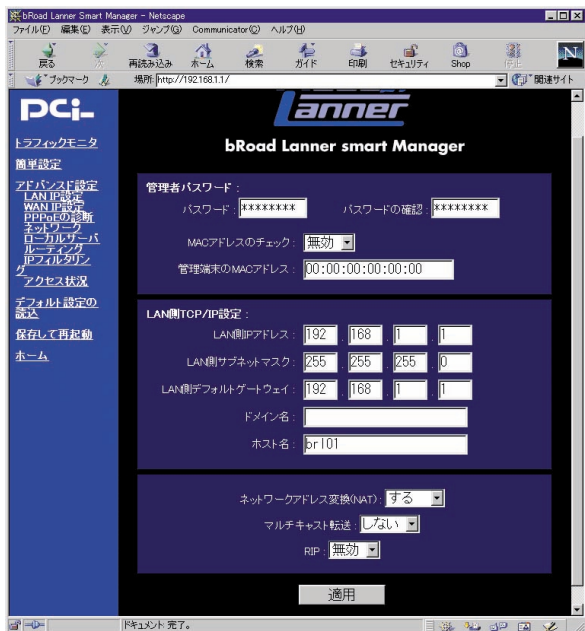 bRoad Lanner Smart Manager - Netscape
ファイル(F) 編集(E) 表示(V) ジャンプ(G) Communicator(C) ヘルプ(H)
戻る 再読み込み ホーム 検索 ガイド 印刷 セキュリティ Shop 停止
ブックマーク 場所: http://192.168.1.1/ 関連サイト
PCi
Lanner
bRoad Lanner smart Manager
トラフィックモニタ
簡単設定
アドバンスド設定
LAN IP設定
WAN IP設定
PPPoEの診断
ネットワーク
ローカルサーバ
ルーティング
IPフィルタリン
グ
アクセス状況
デフォルト設定の
読込
保存して再起動
ホーム
管理者パスワード :
パスワード : ******** パスワードの確認 : ********
MACアドレスのチェック : 無効
管理端末のMACアドレス : 00:00:00:00:00:00
LAN側TCP/IP設定 :
LAN側IPアドレス : 192 . 168 . 1 . 1
LAN側サブネットマスク : 255 . 255 . 255 . 0
LAN側デフォルトゲートウェイ : 192 . 168 . 1 . 1
ドメイン名 :
ホスト名 : brl01
ネットワークアドレス変換(NAT) : する
マルチキャスト転送 : しない
RIP : 無効
適用
ドキュメント完了。